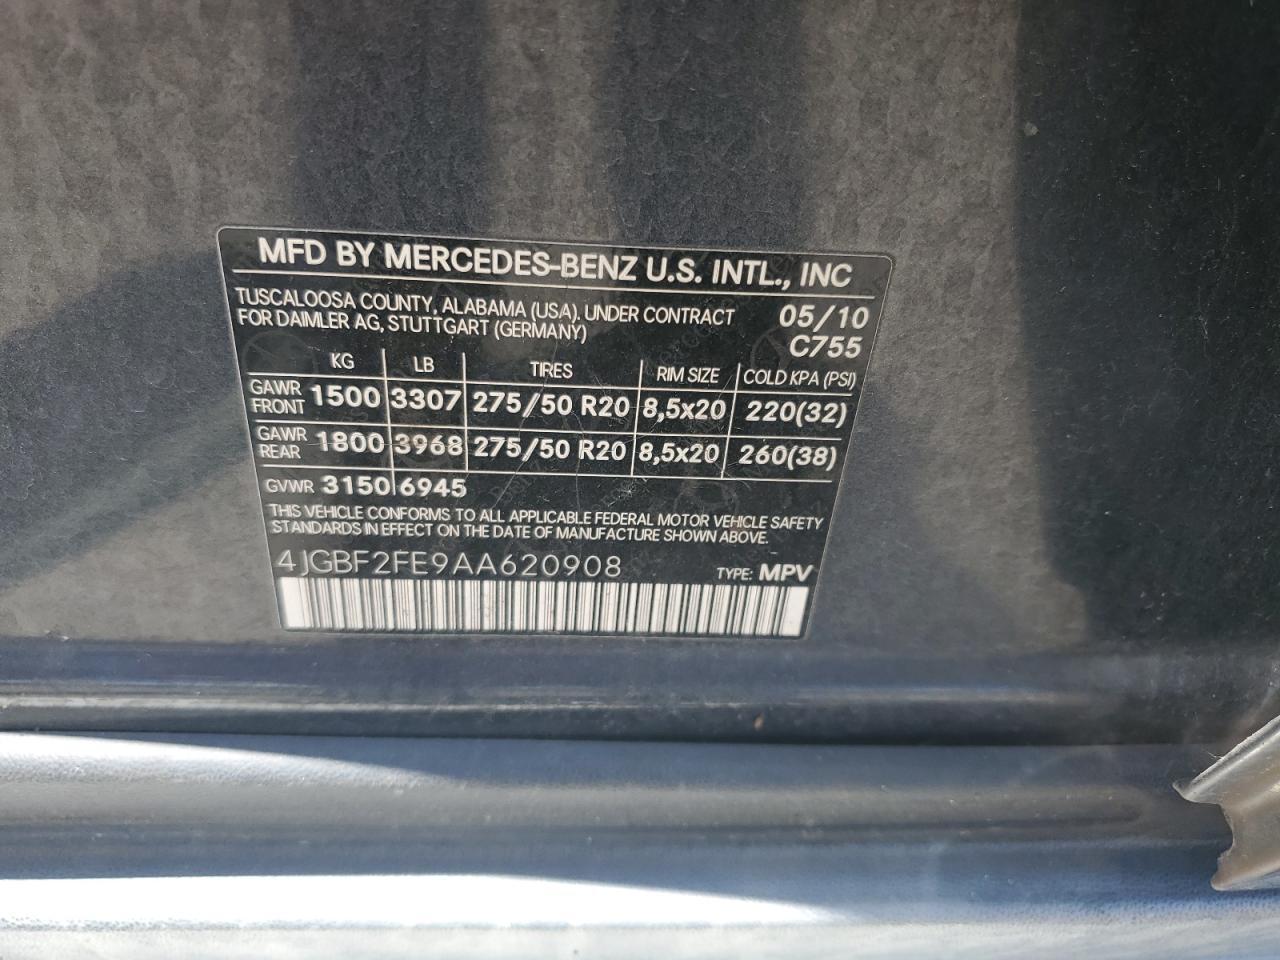 MFD BY MERCEDES-BENZ U.S. INTL., INC
TUSCALOOSA COUNTY, ALABAMA (USA). UNDER CONTRACT 05/10
FOR DAIMLER AG, STUTTGART (GERMANY) C755
KG LB TIRES RIM SIZE COLD KPA (PSI)
GAWR FRONT 1500 3307 275/50 R20 8,5x20 220(32)
GAWR REAR 1800 3968 275/50 R20 8,5x20 260(38)
GVWR 3150 6945
THIS VEHICLE CONFORMS TO ALL APPLICABLE FEDERAL MOTOR VEHICLE SAFETY
STANDARDS IN EFFECT ON THE DATE OF MANUFACTURE SHOWN ABOVE.
4JGBF2FE9AA620908 TYPE: MPV